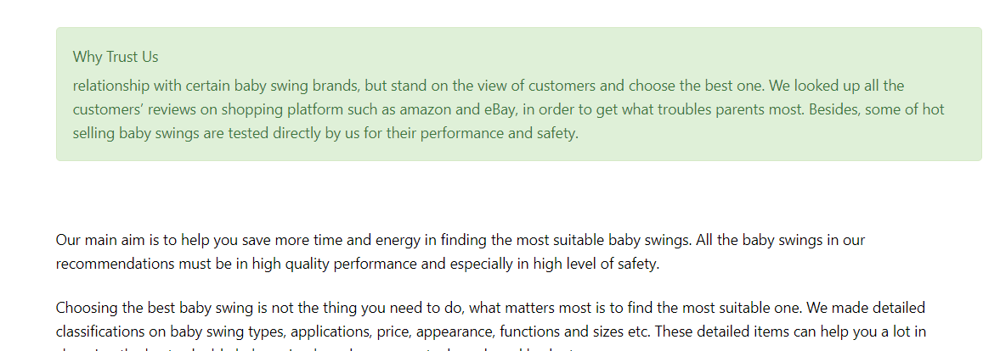 Why Trust Us
relationship with certain baby swing brands, but stand on the view of customers and choose the best one. We looked up all the
customers’ reviews on shopping platform such as amazon and eBay, in order to get what troubles parents most. Besides, some of hot
selling baby swings are tested directly by us for their performance and safety.
Our main aim is to help you save more time and energy in finding the most suitable baby swings. All the baby swings in our
recommendations must be in high quality performance and especially in high level of safety.
Choosing the best baby swing is not the thing you need to do, what matters most is to find the most suitable one. We made detailed
classifications on baby swing types, applications, price, appearance, functions and sizes etc. These detailed items can help you a lot in